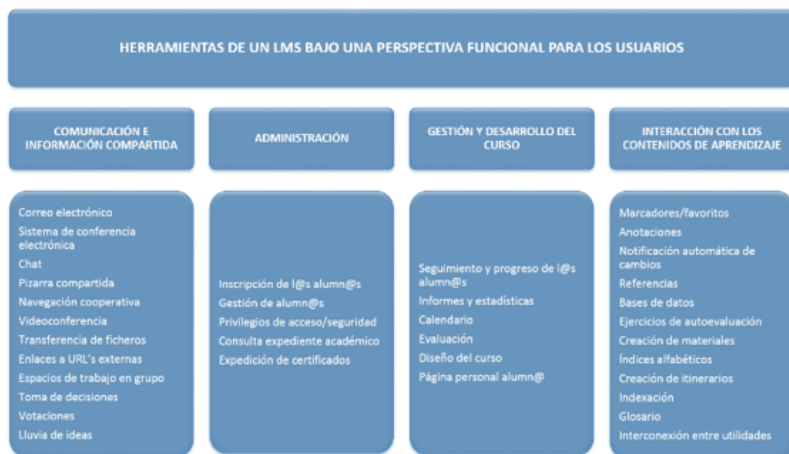 HERRAMIENTAS DE UN LMS BAJO UNA PERSPECTIVA FUNCIONAL PARA LOS USUARIOS
COMUNICACIÓN E
INFORMACIÓN COMPARTIDA
Correo electrónico
Sistema de conferencia
electrónica
Chat
Pizarra compartida
Navegación cooperativa
Videoconferencia
Transferencia de ficheros
Enlaces a URL's externas
Espacios de trabajo en grupo
Toma de decisiones
Votaciones
Lluvia de ideas
ADMINISTRACIÓN
Inscripción de l@s alumn@s
Gestión de alumn@s
Privilegios de acceso/seguridad
Consulta expediente académico
Expedición de certificados
GESTIÓN Y DESARROLLO DEL
CURSO
Seguimiento y progreso de l@s
alumn@s
Informes y estadísticas
Calendario
Evaluación
Diseño del curso
Página personal alumn@
INTERACCIÓN CON LOS
CONTENIDOS DE APRENDIZAJE
Marcadores/favoritos
Anotaciones
Notificación automática de
cambios
Referencias
Bases de datos
Ejercicios de autoevaluación
Creación de materiales
Índices alfabéticos
Creación de itinerarios
Indexación
Glosario
Interconexión entre utilidades